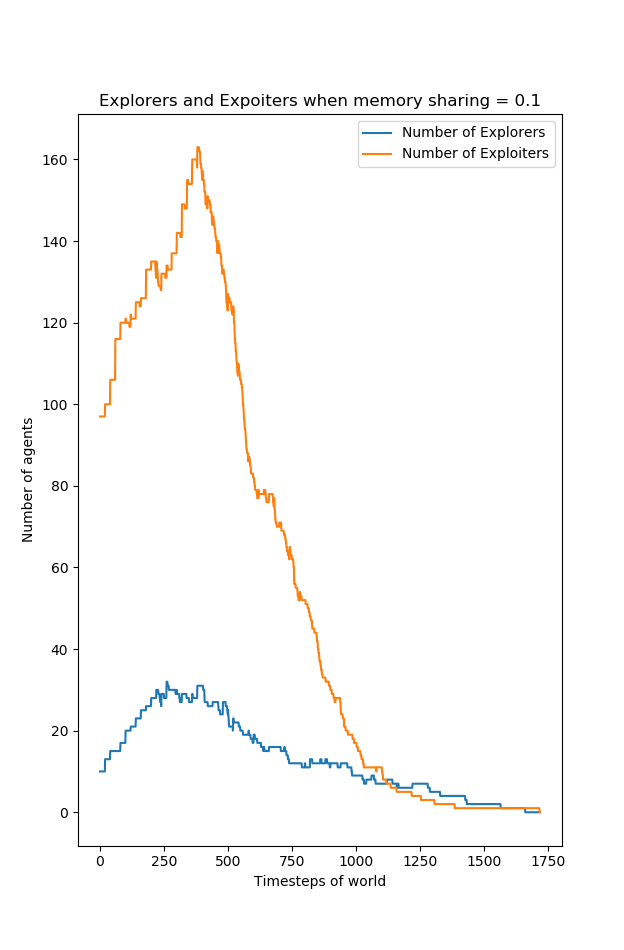 Explorers and Expoiters when memory sharing = 0.1
Number of Explorers
Number of Exploiters
160
140
120
100
80
60
40
20
0
Number of agents
0 250 500 750 1000 1250 1500 1750
Timesteps of world